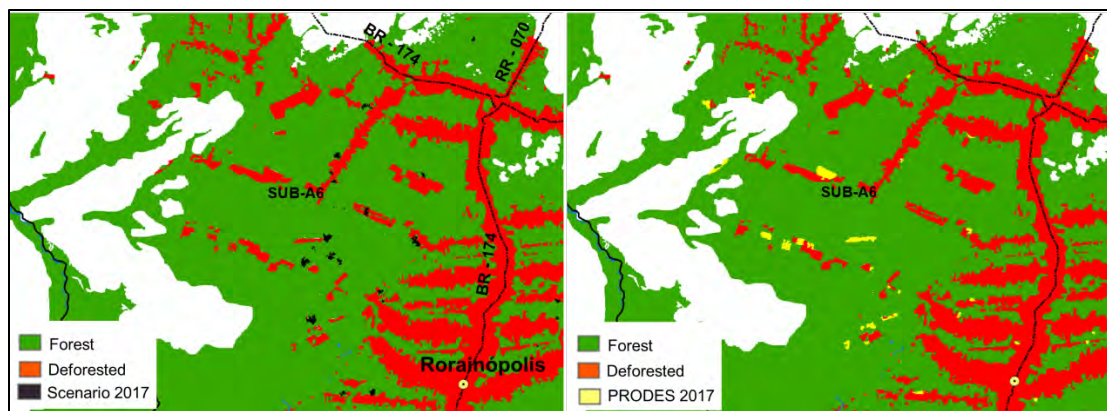 BR - 174
RR - 070
SUB-A6
BR - 174
Rorainópolis
Forest
Deforested
Scenario 2017
SUB-A6
Forest
Deforested
PRODES 2017